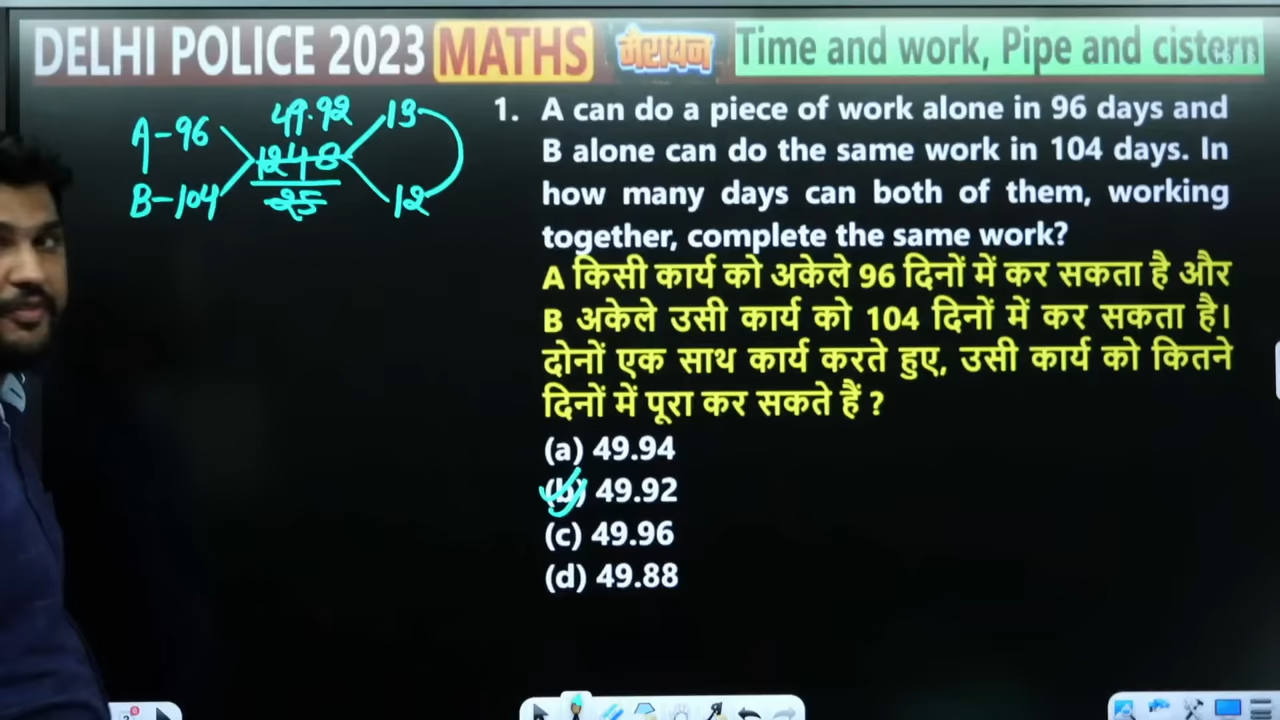 DELHI POLICE 2023 MATHS मैराथन Time and work, Pipe and cistern
A-96
B-104
49.92
1248
25
13
12
1. A can do a piece of work alone in 96 days and
B alone can do the same work in 104 days. In
how many days can both of them, working
together, complete the same work?
A किसी कार्य को अकेले 96 दिनों में कर सकता है और
B अकेले उसी कार्य को 104 दिनों में कर सकता है।
दोनों एक साथ कार्य करते हुए, उसी कार्य को कितने
दिनों में पूरा कर सकते हैं ?
(a) 49.94
(b) 49.92
(c) 49.96
(d) 49.88